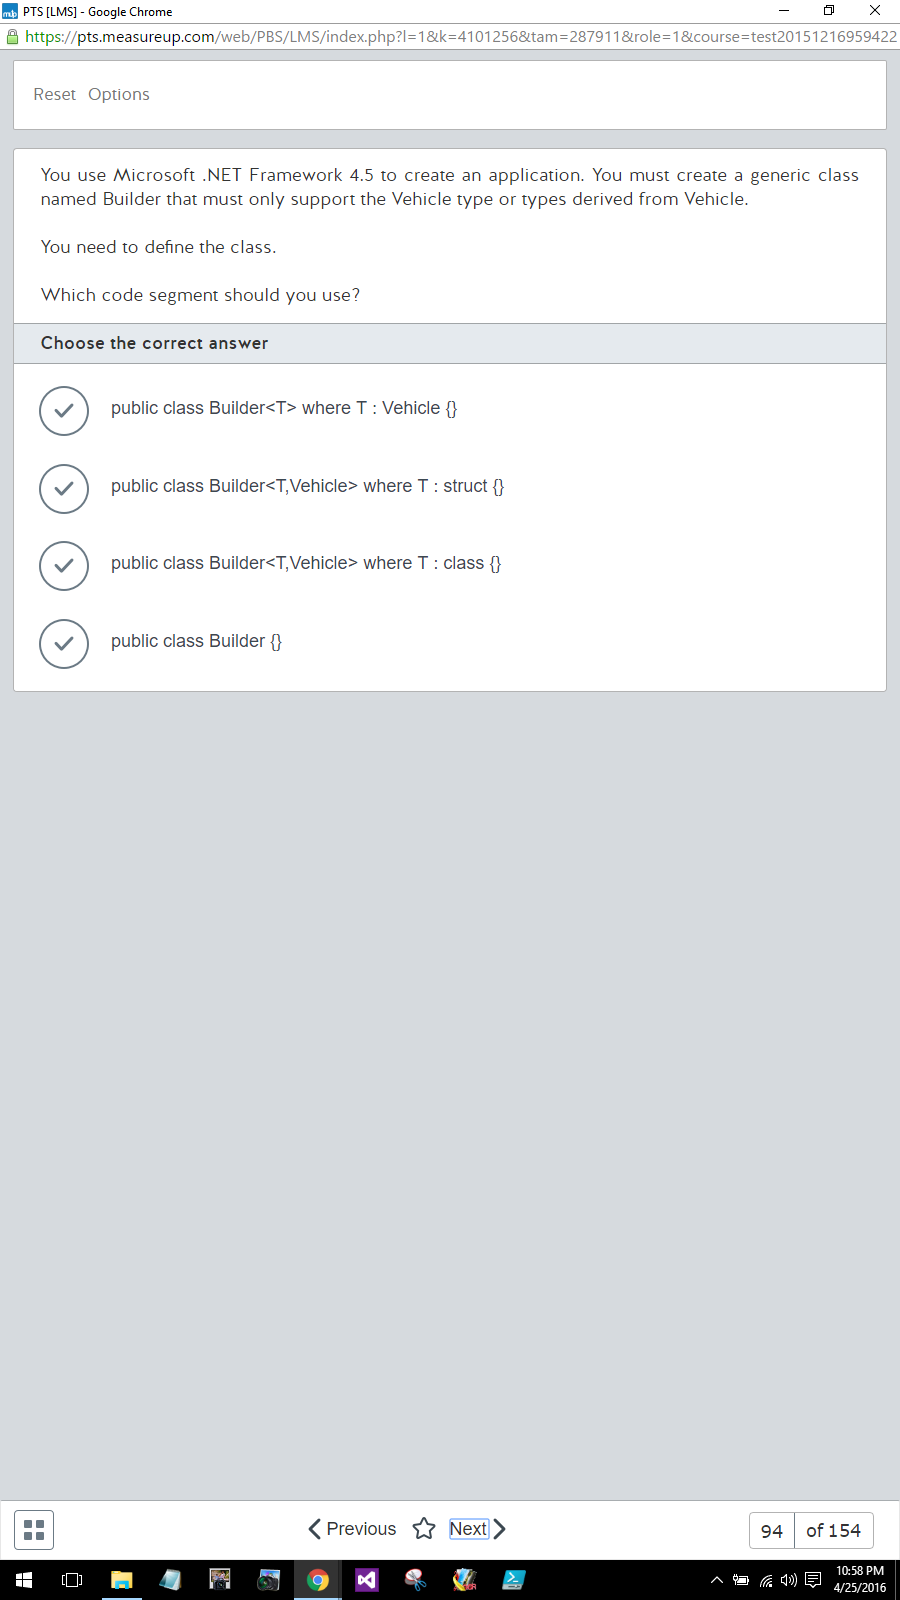 PTS [LMS] - Google Chrome
https://pts.measureup.com/web/PBS/LMS/index.php?l=1&k=4101256&tam=287911&role=1&course=test20151216959422
Reset Options
You use Microsoft .NET Framework 4.5 to create an application. You must create a generic class
named Builder that must only support the Vehicle type or types derived from Vehicle.
You need to define the class.
Which code segment should you use?
Choose the correct answer
public class Builder<T> where T : Vehicle {}
public class Builder<T,Vehicle> where T : struct {}
public class Builder<T,Vehicle> where T : class {}
public class Builder {}
Previous Next
94 of 154
10:58 PM
4/25/2016